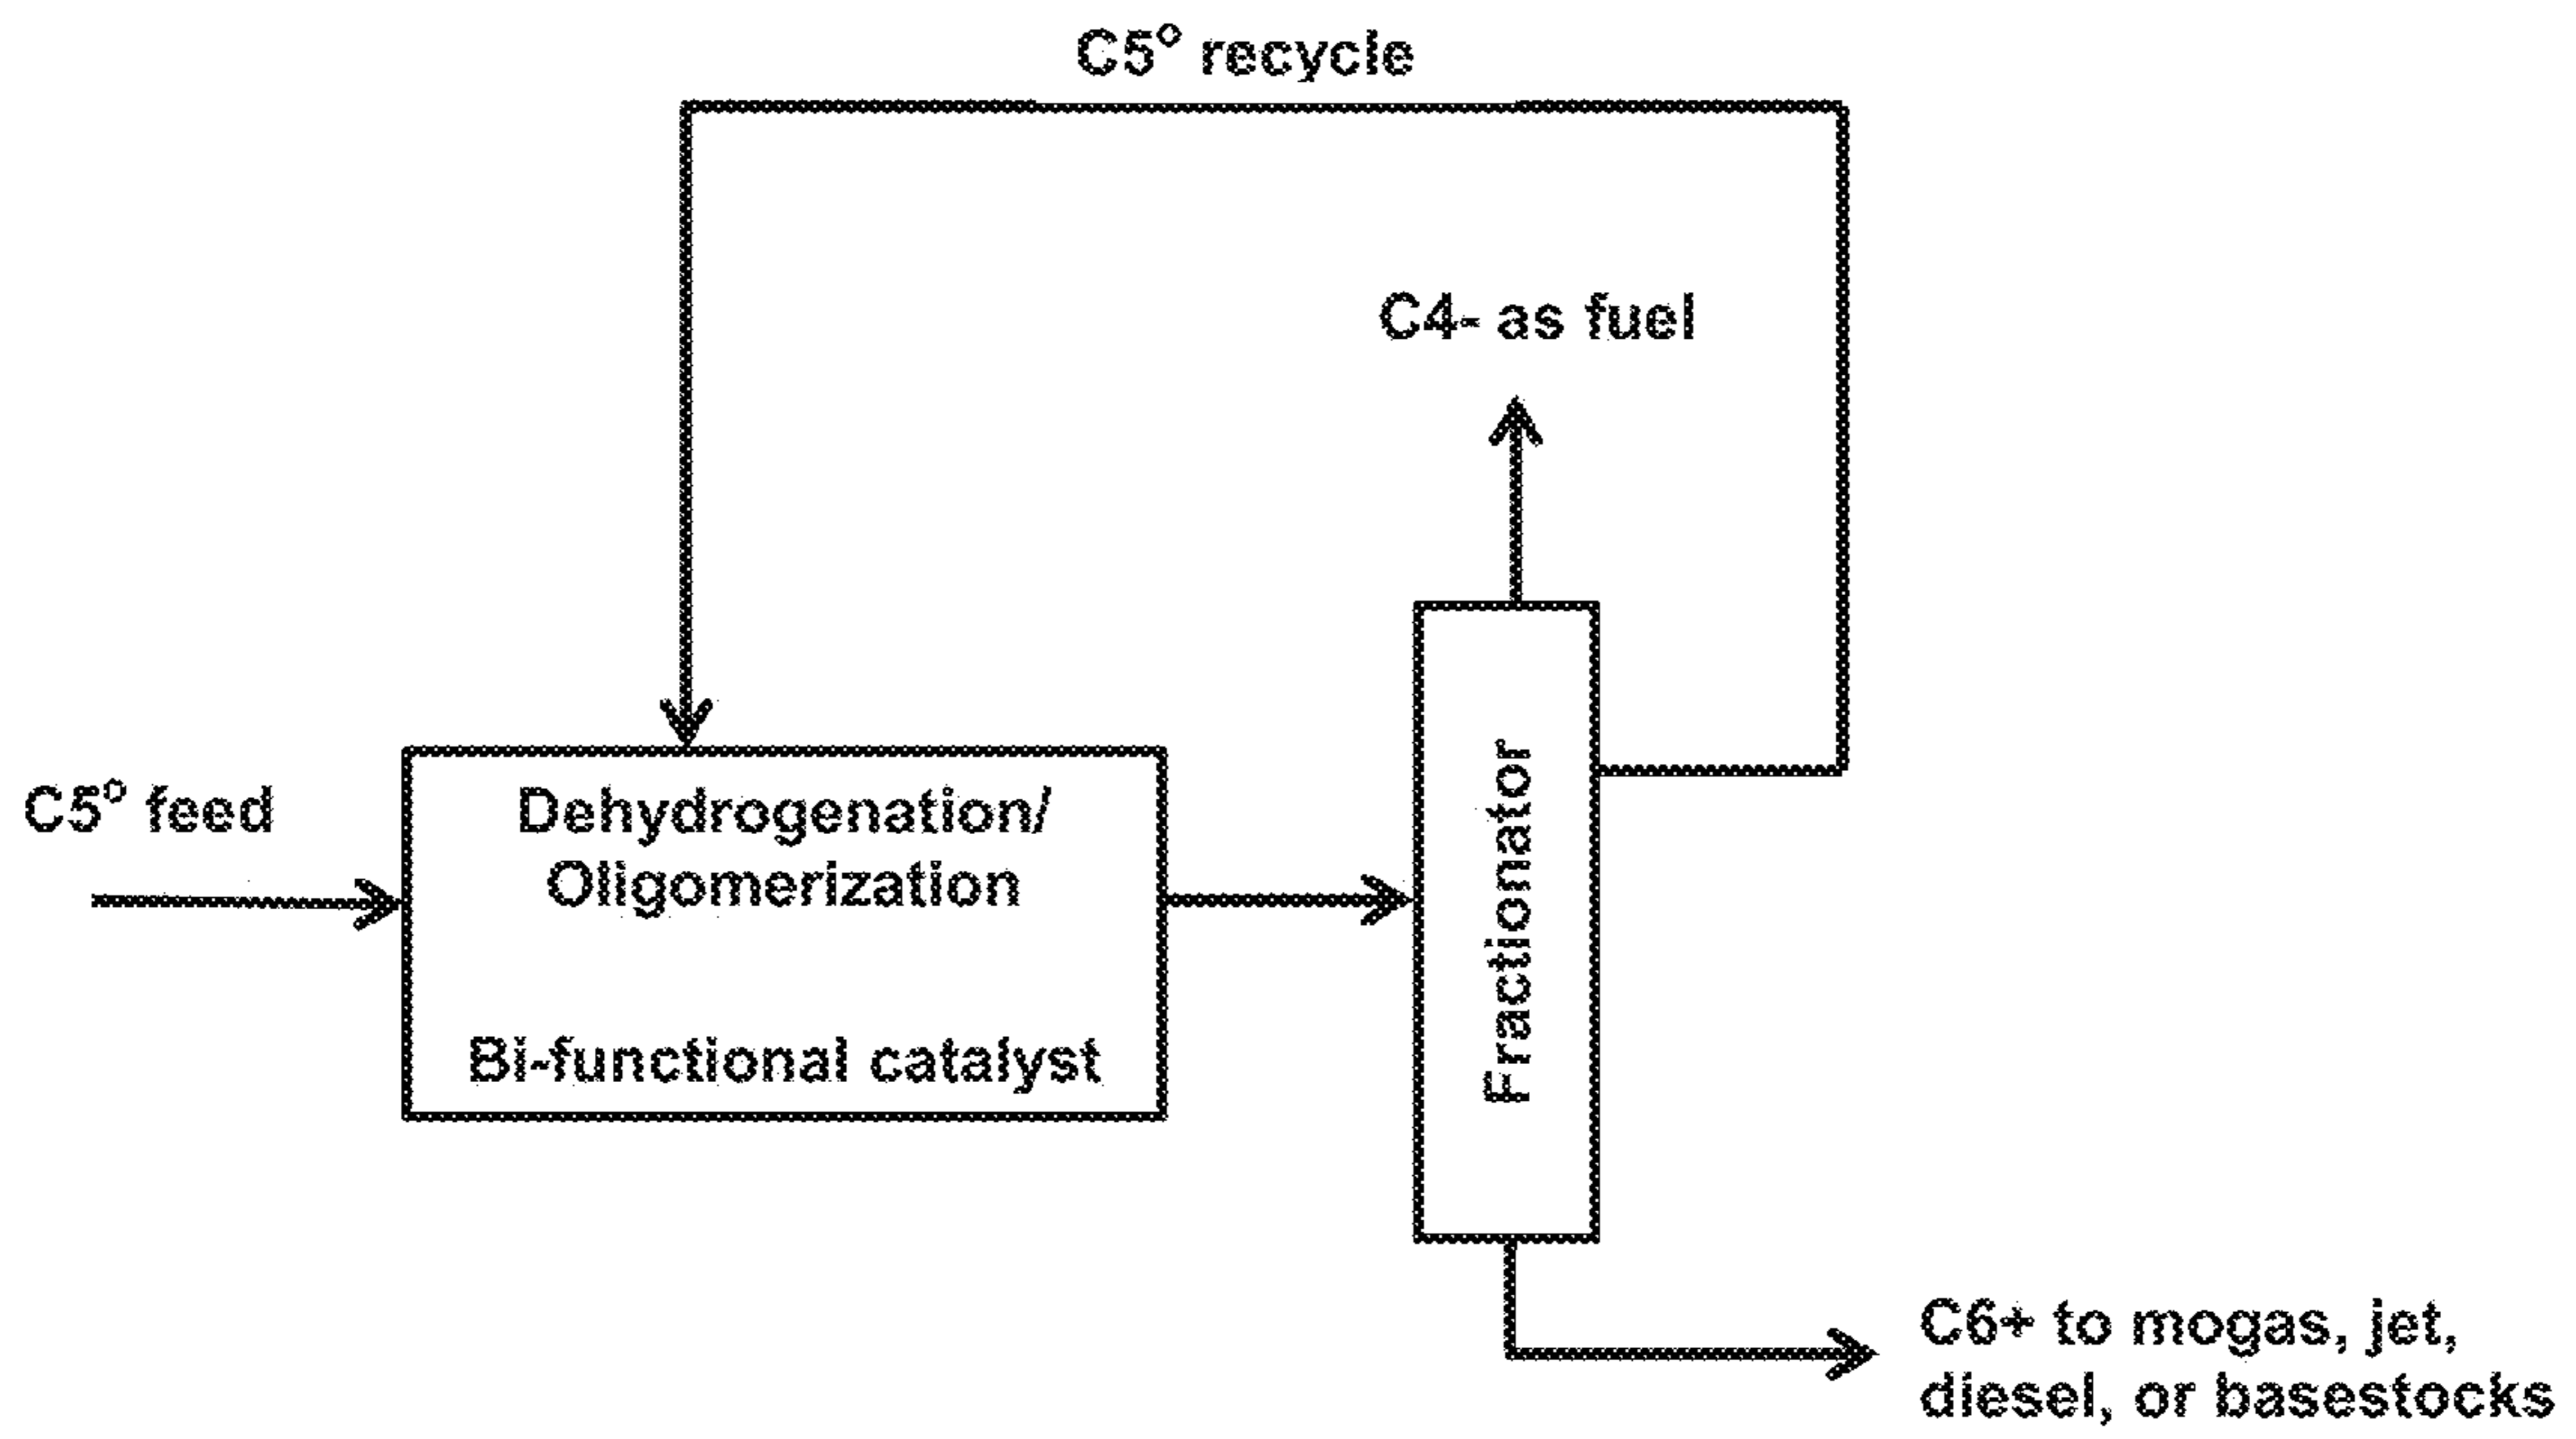 C5° recycle
C4- as fuel
C5° feed
Dehydrogenation/
Oligomerization
Bi-functional catalyst
Fractionator
C6+ to mogas, jet,
diesel, or basestocks